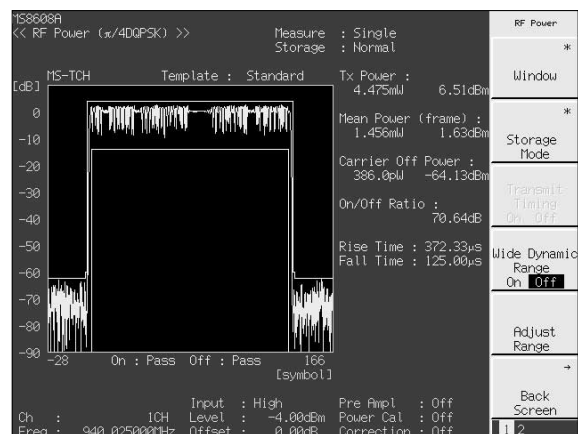 MS8608A
<< RF Power (π/4DQPSK) >>
Measure : Single
Storage : Normal
[dB] MS-TCH Template : Standard
0
-10
-20
-30
-40
-50
-60
-70
-80
-90
-28 On : Pass Off : Pass 166
[symbol]
Tx Power :
4.475mW 6.51dBm
Mean Power (frame) :
1.456mW 1.63dBm
Carrier Off Power :
386.0pW -64.13dBm
On/Off Ratio :
70.64dB
Rise Time : 372.33µs
Fall Time : 125.00µs
Input : High Pre Ampl : Off
Ch : 1CH Level : -4.00dBm Power Cal : Off
Freq : 940.025000MHz Offset : 0.00dB Correction : Off
RF Power
*
Window
*
Storage
Mode
Transmit
Timing
On Off
Wide Dynamic
Range
On Off
Adjust
Range
→
Back
Screen
1 2